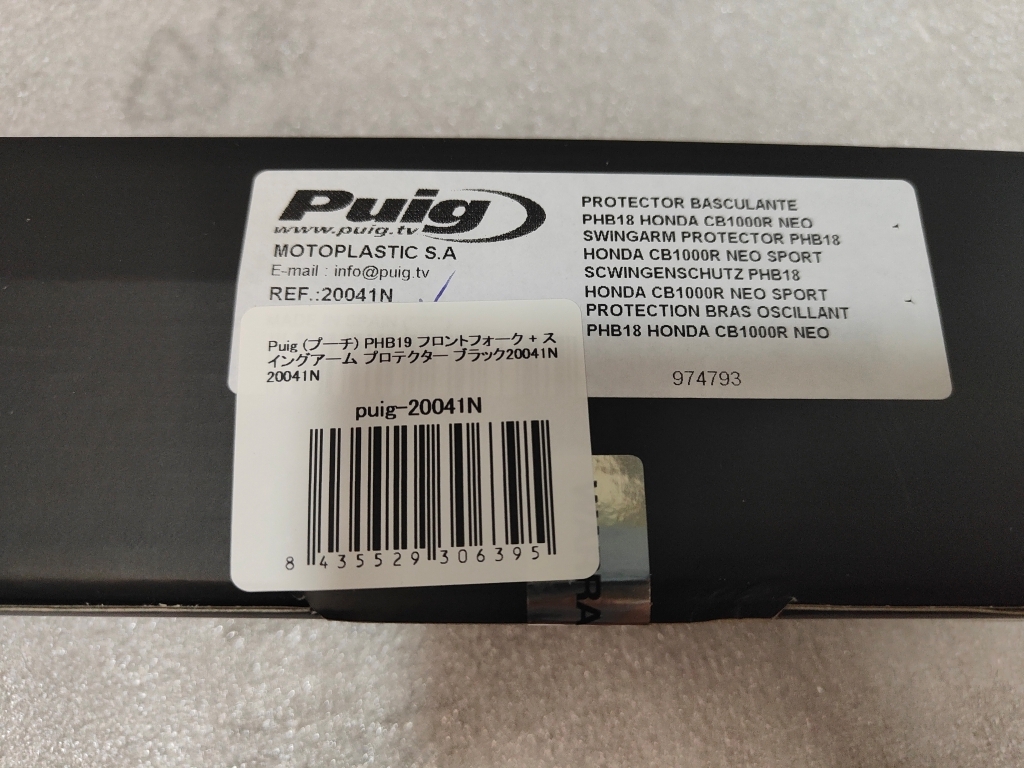 Puig
www.puig.tv
MOTOPLASTIC S.A
E-mail : info@puig.tv
REF.:20041N
PROTECTOR BASCULANTE
PHB18 HONDA CB1000R NEO
SWINGARM PROTECTOR PHB18
HONDA CB1000R NEO SPORT
SCWINGENSCHUTZ PHB18
HONDA CB1000R NEO SPORT
PROTECTION BRAS OSCILLANT
PHB18 HONDA CB1000R NEO
974793
Puig (プーチ) PHB19 フロントフォーク + ス
イングアーム プロテクター ブラック20041N
20041N
puig-20041N
8 435529 306395